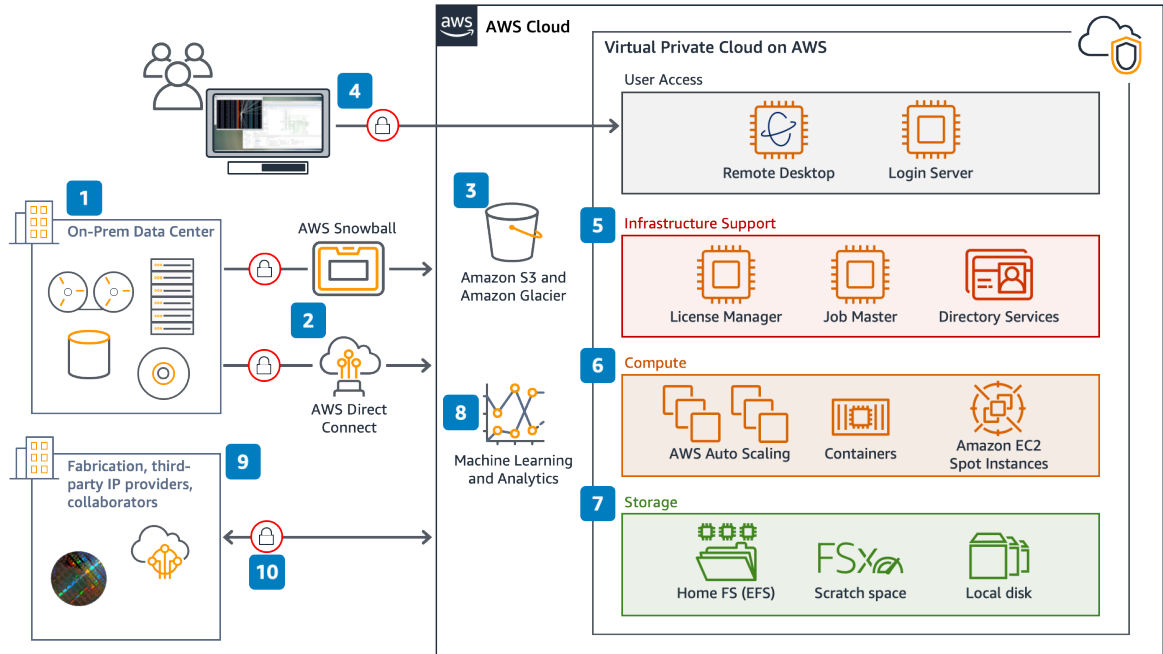 aws
AWS Cloud
Virtual Private Cloud on AWS
User Access
4
Remote Desktop
Login Server
1
On-Prem Data Center
AWS Snowball
3
Amazon S3 and
Amazon Glacier
5
Infrastructure Support
License Manager
Job Master
Directory Services
2
AWS Direct
Connect
6
Compute
AWS Auto Scaling
Containers
Amazon EC2
Spot Instances
8
Machine Learning
and Analytics
9
Fabrication, third-
party IP providers,
collaborators
10
7
Storage
FSx
Home FS (EFS)
Scratch space
Local disk